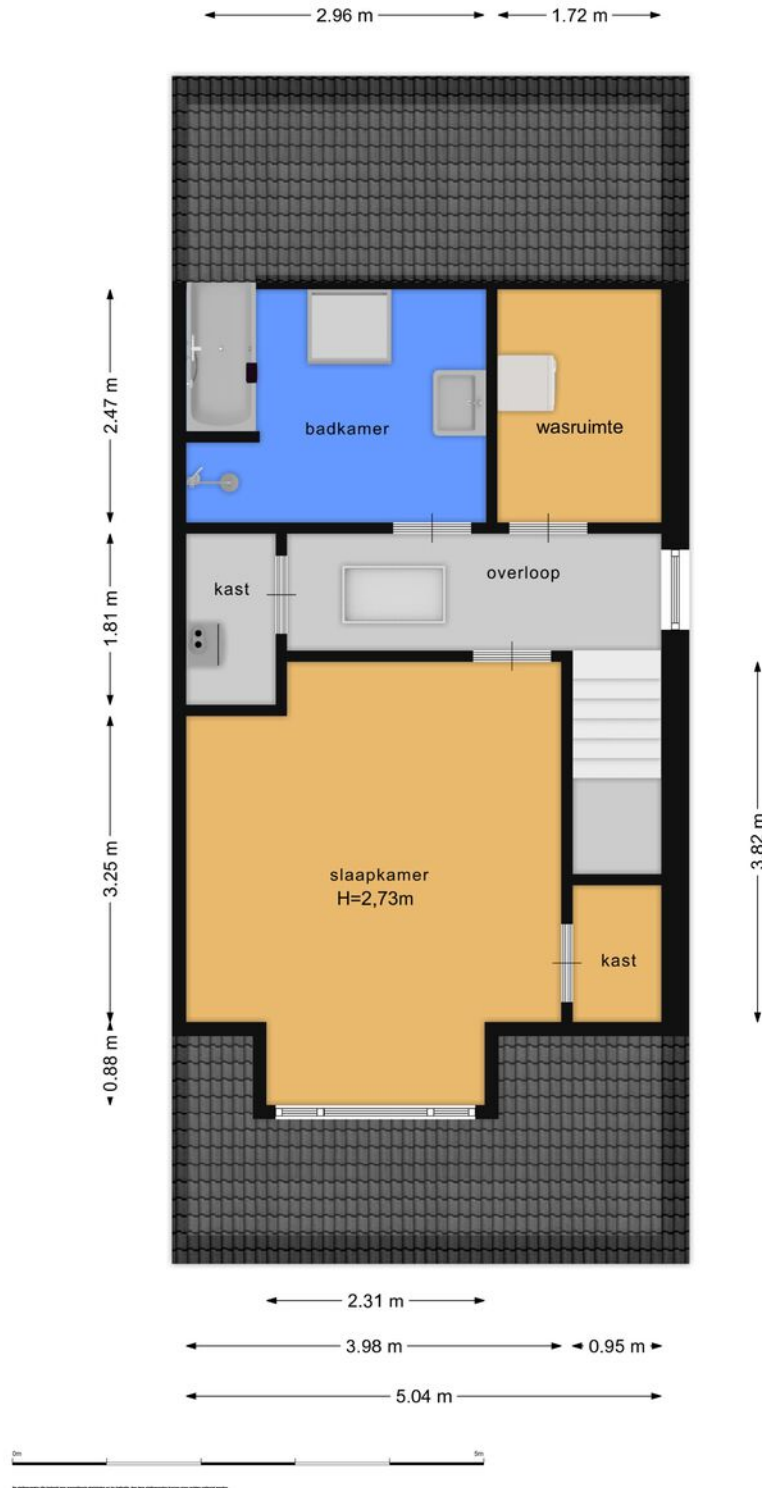 2.96 m
1.72 m
2.47 m
badkamer
wasruimte
1.81 m
kast
overloop
3.25 m
3.82 m
slaapkamer
H=2,73m
kast
0.88 m
2.31 m
3.98 m
0.95 m
5.04 m
0m
5m